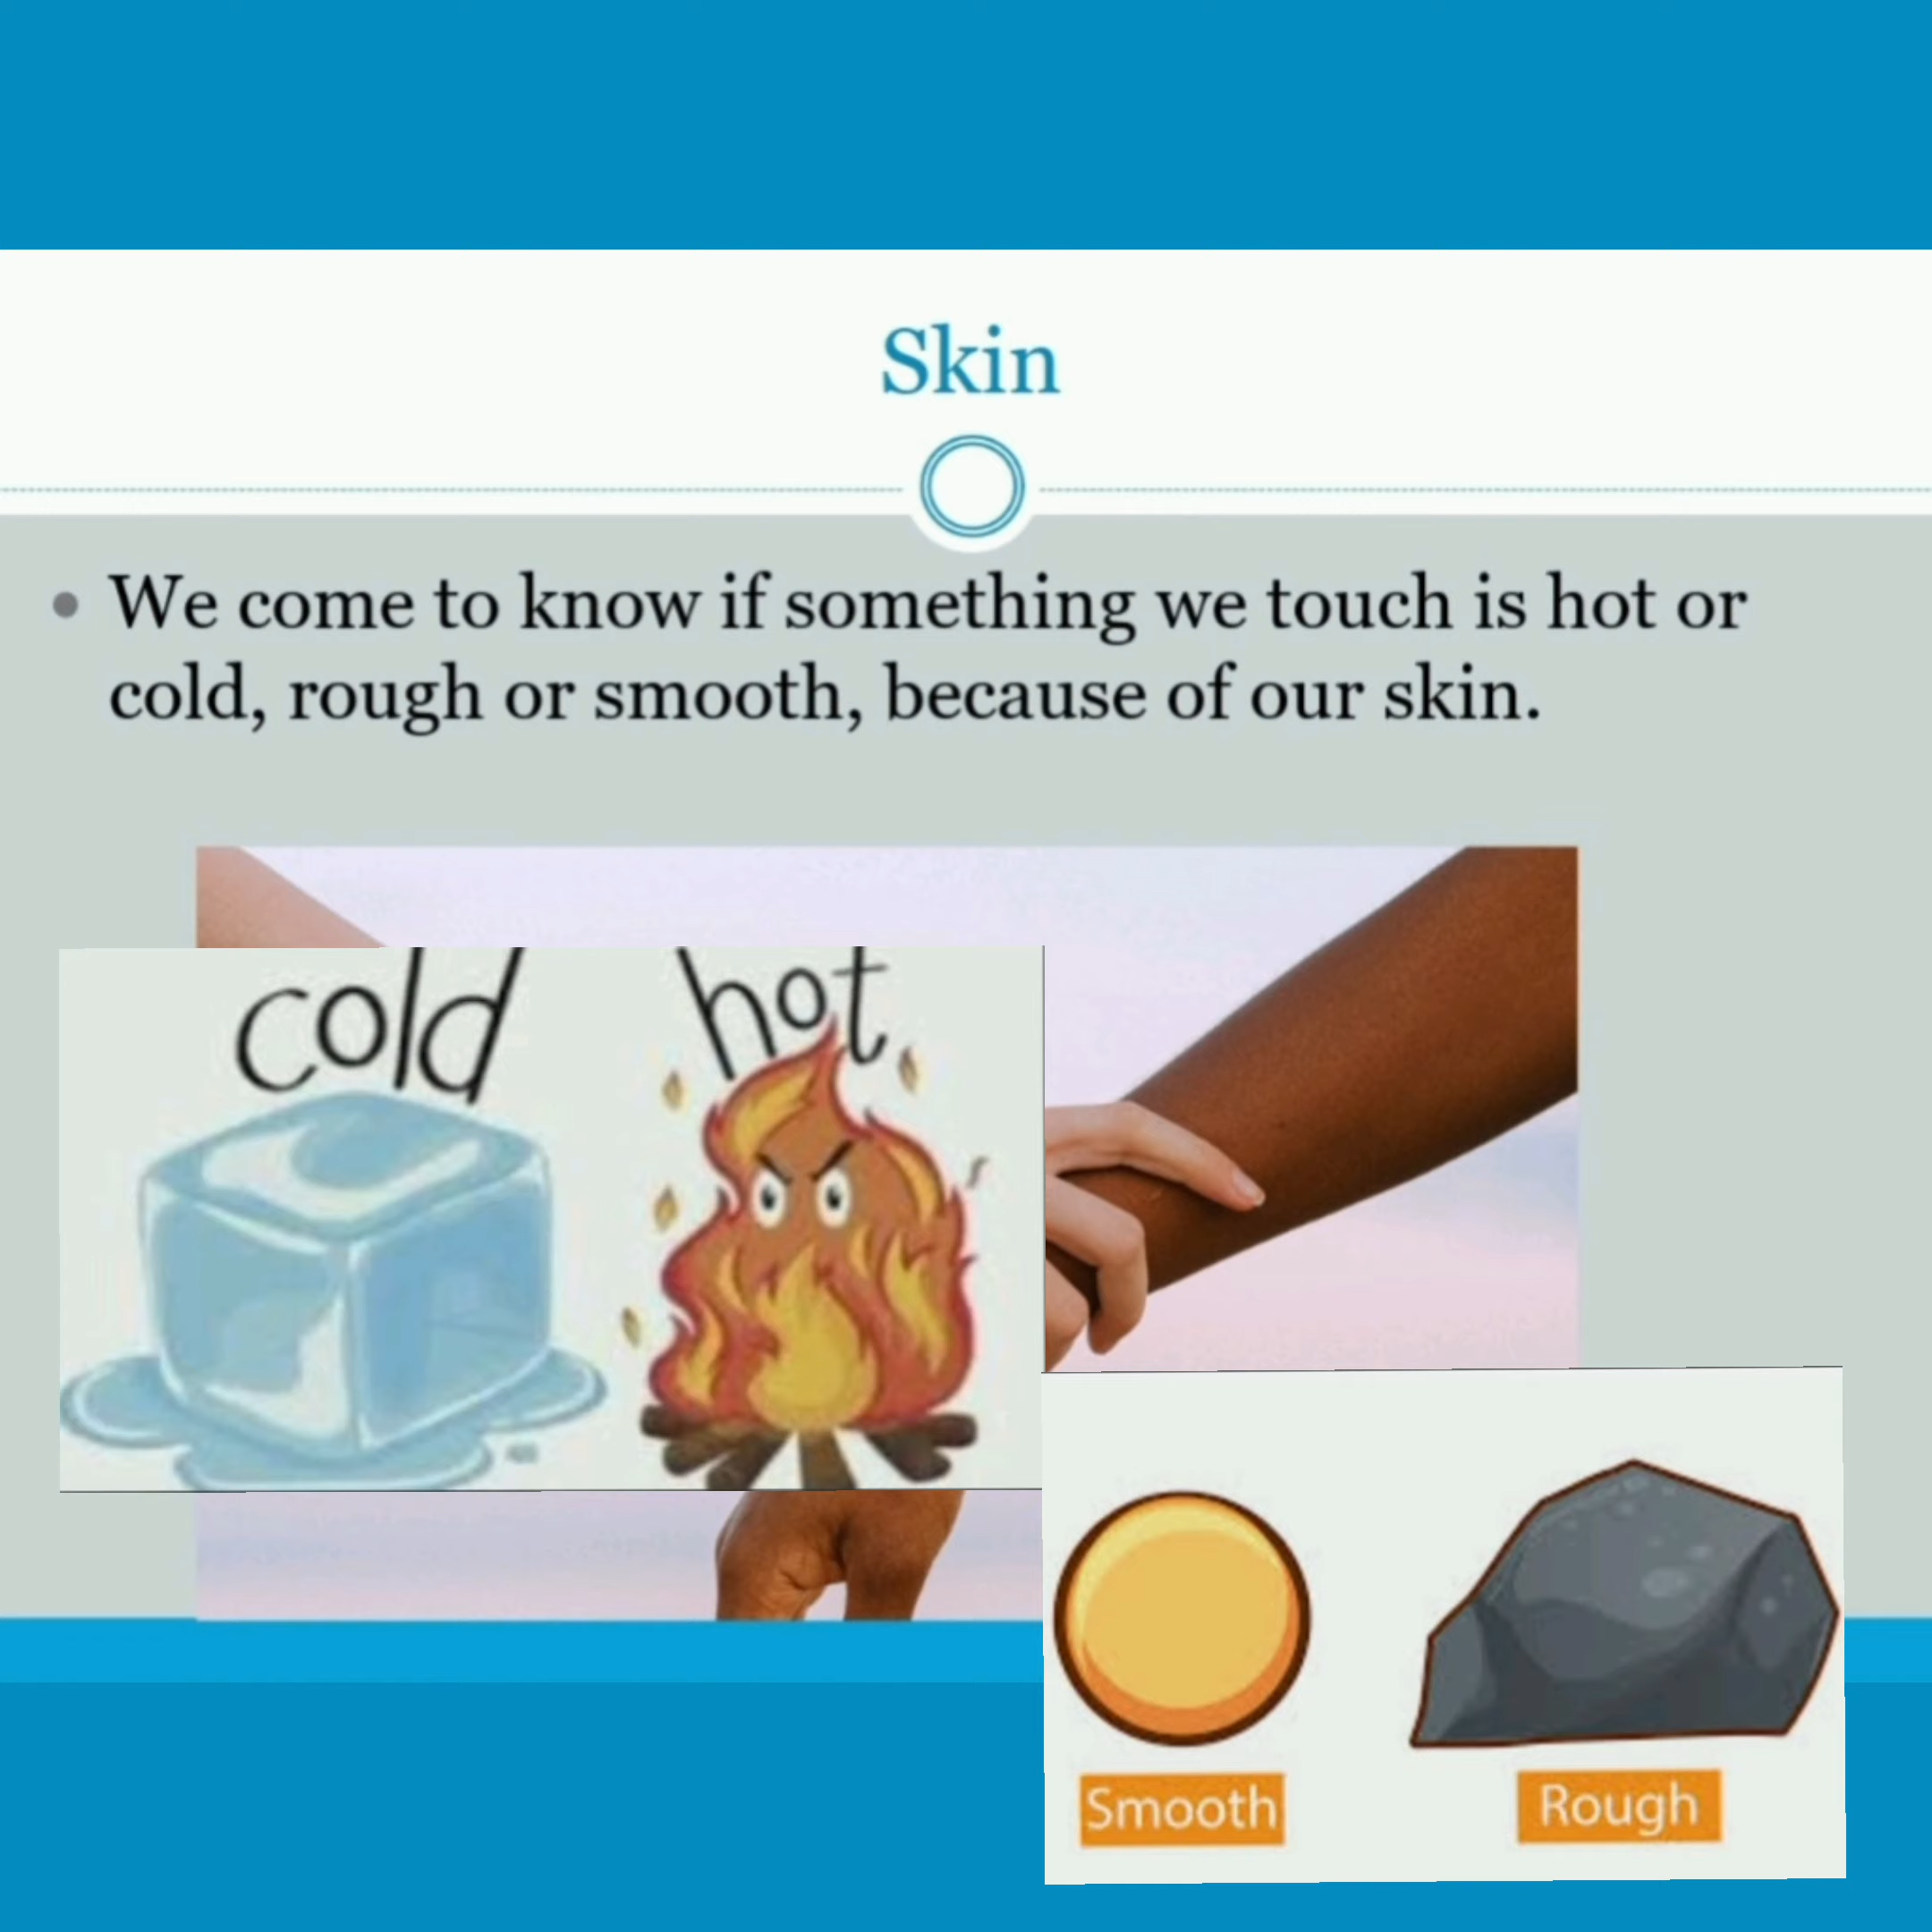 Skin
• We come to know if something we touch is hot or
cold, rough or smooth, because of our skin.
cold hot
Smooth Rough